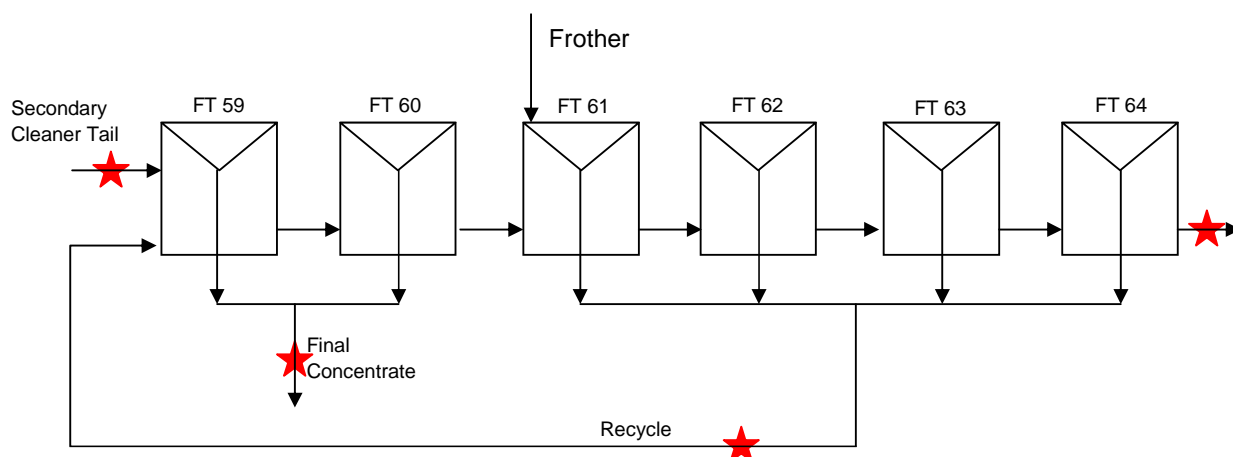 Frother
Secondary
Cleaner Tail
FT 59
FT 60
FT 61
FT 62
FT 63
FT 64
Final
Concentrate
Recycle